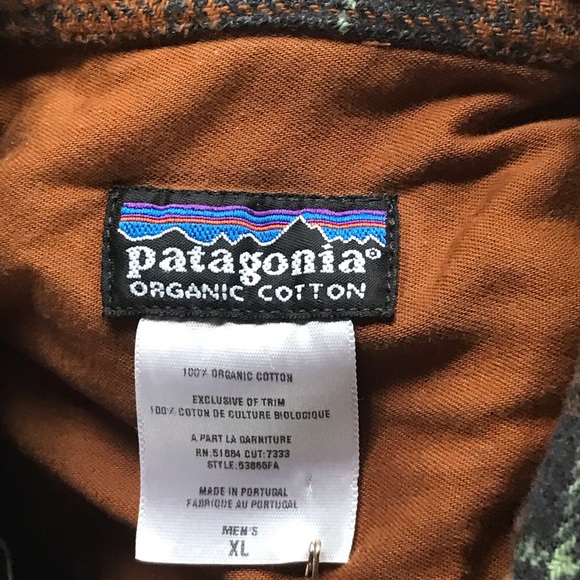 patagonia®
ORGANIC COTTON
100% ORGANIC COTTON
EXCLUSIVE OF TRIM
100% COTON DE CULTURE BIOLOGIQUE
A PART LA GARNITURE
RN:51884 CUT:7333
STYLE:53866FA
MADE IN PORTUGAL
FABRIQUE AU PORTUGAL
MEN'S
XL